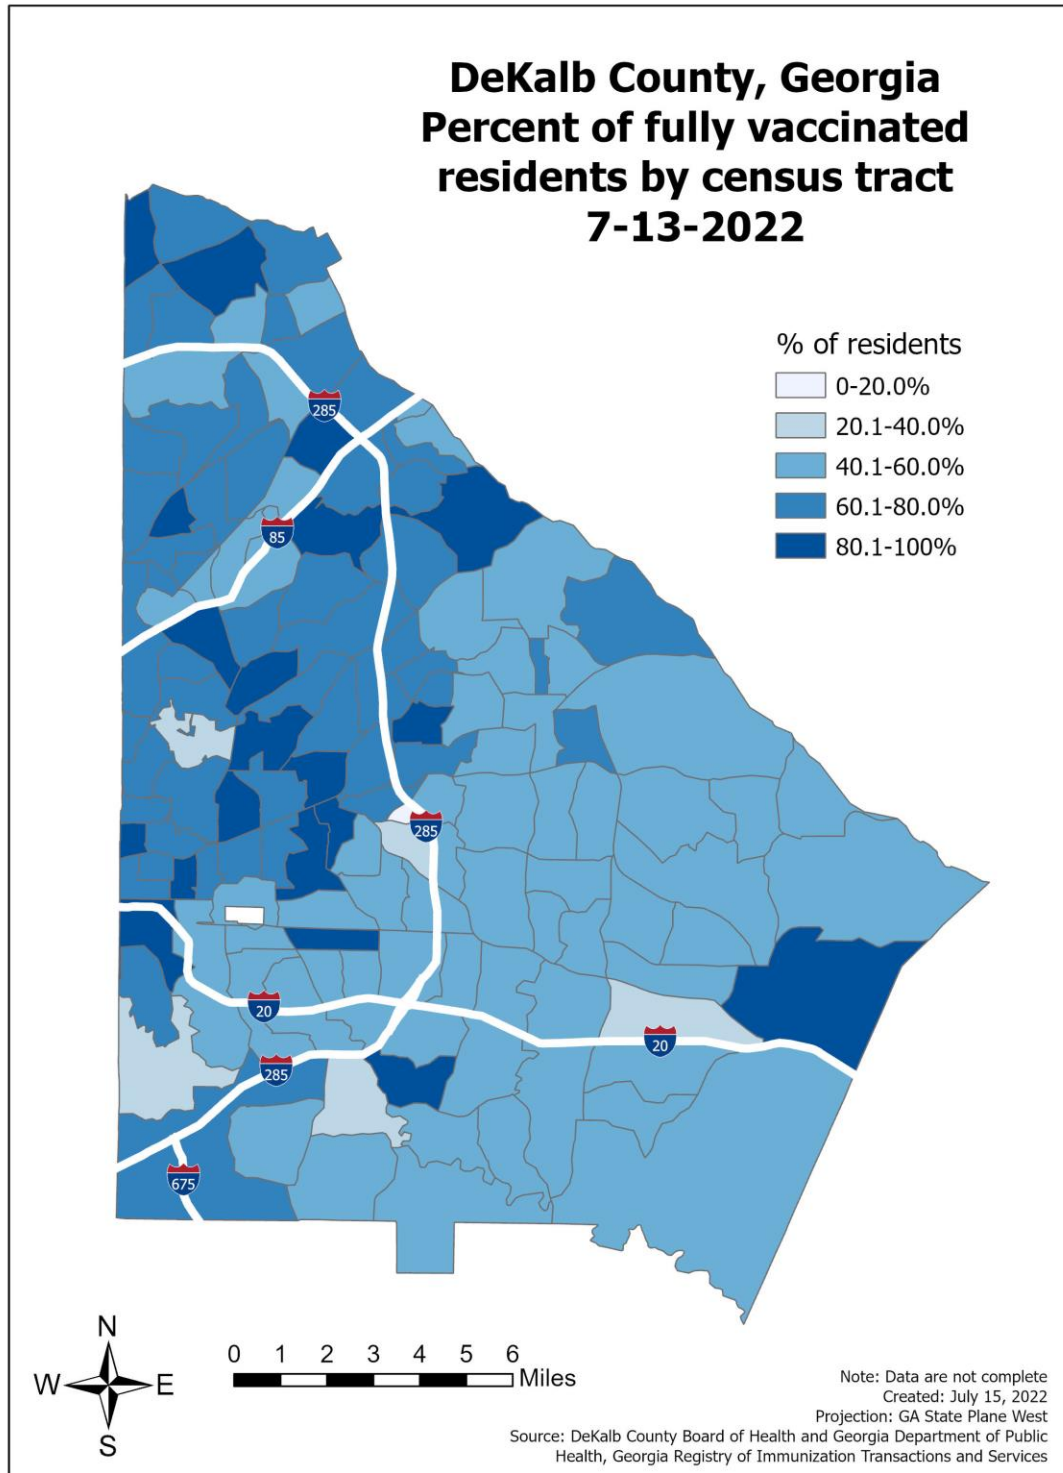 DeKalb County, Georgia
Percent of fully vaccinated
residents by census tract
7-13-2022
% of residents
0-20.0%
20.1-40.0%
40.1-60.0%
60.1-80.0%
80.1-100%
285
85
285
20
20
285
675
N
W E
S
0 1 2 3 4 5 6
Miles
Note: Data are not complete
Created: July 15, 2022
Projection: GA State Plane West
Source: DeKalb County Board of Health and Georgia Department of Public
Health, Georgia Registry of Immunization Transactions and Services